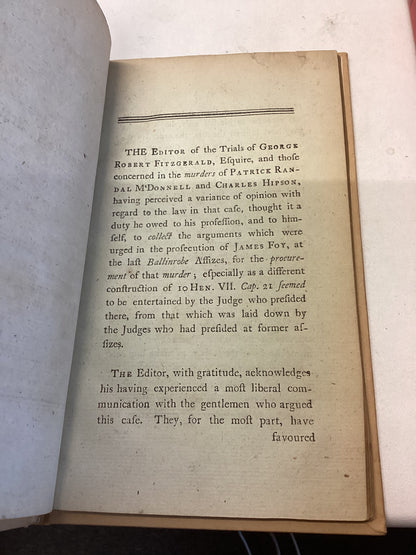 THE EDITOR of the Trials of GEORGE
ROBERT FITZGERALD, Eſquire, and thoſe
concerned in the murders of PATRICK RAN-
DAL MᶜDONNELL and CHARLES HIPSON,
having perceived a variance of opinion with
regard to the law in that caſe, thought it a
duty he owed to his profeſſion, and to him-
ſelf, to collect the arguments which were
urged in the proſecution of JAMES FOY, at
the laſt Ballinrobe Aſſizes, for the procure-
ment of that murder; eſpecially as a different
conſtruction of 10 HEN. VII. Cap. 21 ſeemed
to be entertained by the Judge who preſided
there, from that which was laid down by
the Judges who had preſided at former aſ-
ſizes.
THE Editor, with gratitude, acknowledges
his having experienced a moſt liberal com-
munication with the gentlemen who argued
this caſe. They, for the moſt part, have
favoured